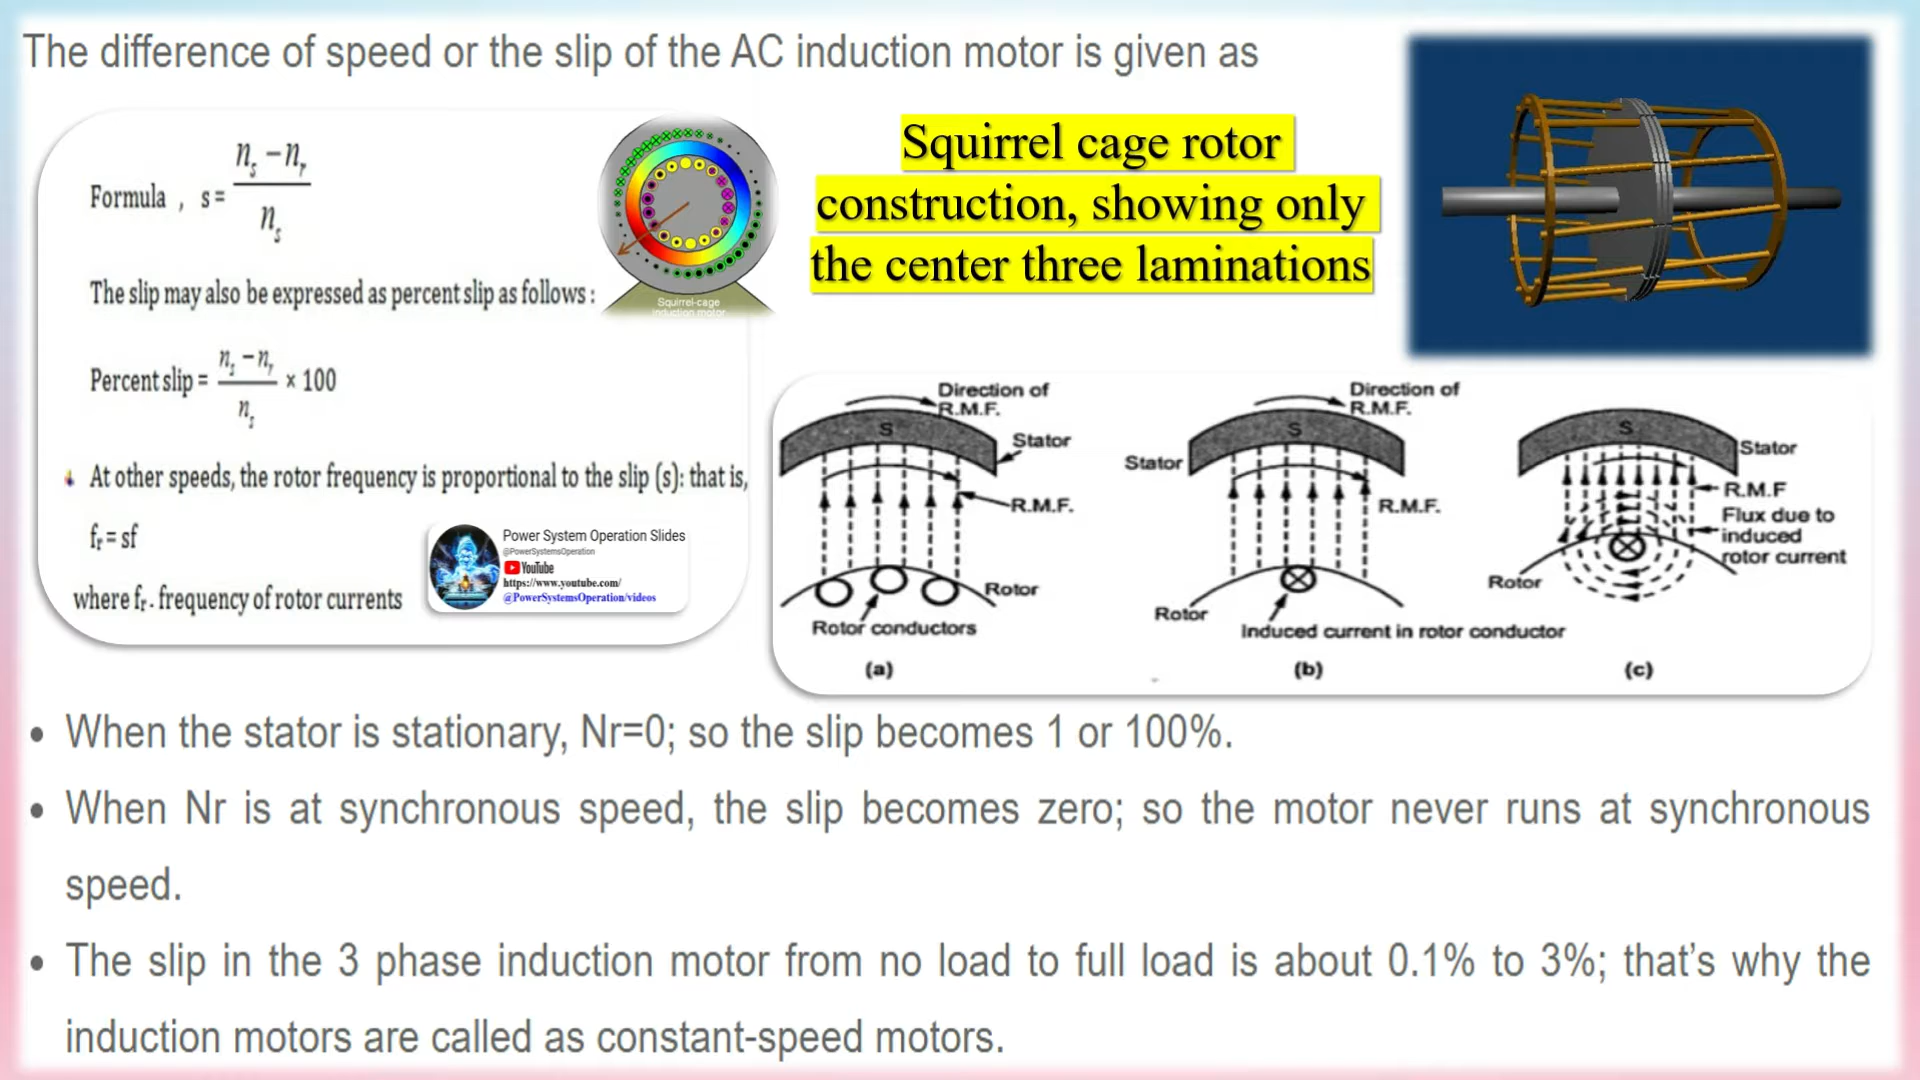 The difference of speed or the slip of the AC induction motor is given as
Formula , s = (n_s − n_r) / n_s
The slip may also be expressed as percent slip as follows :
Percent slip = (n_s − n_r) / n_s × 100
At other speeds, the rotor frequency is proportional to the slip (s): that is,
f_r = sf
where f_r . frequency of rotor currents
Squirrel-cage
induction motor
Power System Operation Slides
@PowerSystemsOperation
YouTube
https://www.youtube.com/
@PowerSystemsOperation/videos
Squirrel cage rotor
construction, showing only
the center three laminations
Direction of
R.M.F.
S
Stator
R.M.F.
Rotor
Rotor conductors
(a)
Direction of
R.M.F.
S
Stator
R.M.F.
Rotor
Induced current in rotor conductor
(b)
S
Stator
R.M.F
Flux due to
induced
rotor current
Rotor
(c)
• When the stator is stationary, Nr=0; so the slip becomes 1 or 100%.
• When Nr is at synchronous speed, the slip becomes zero; so the motor never runs at synchronous
speed.
• The slip in the 3 phase induction motor from no load to full load is about 0.1% to 3%; that’s why the
induction motors are called as constant-speed motors.